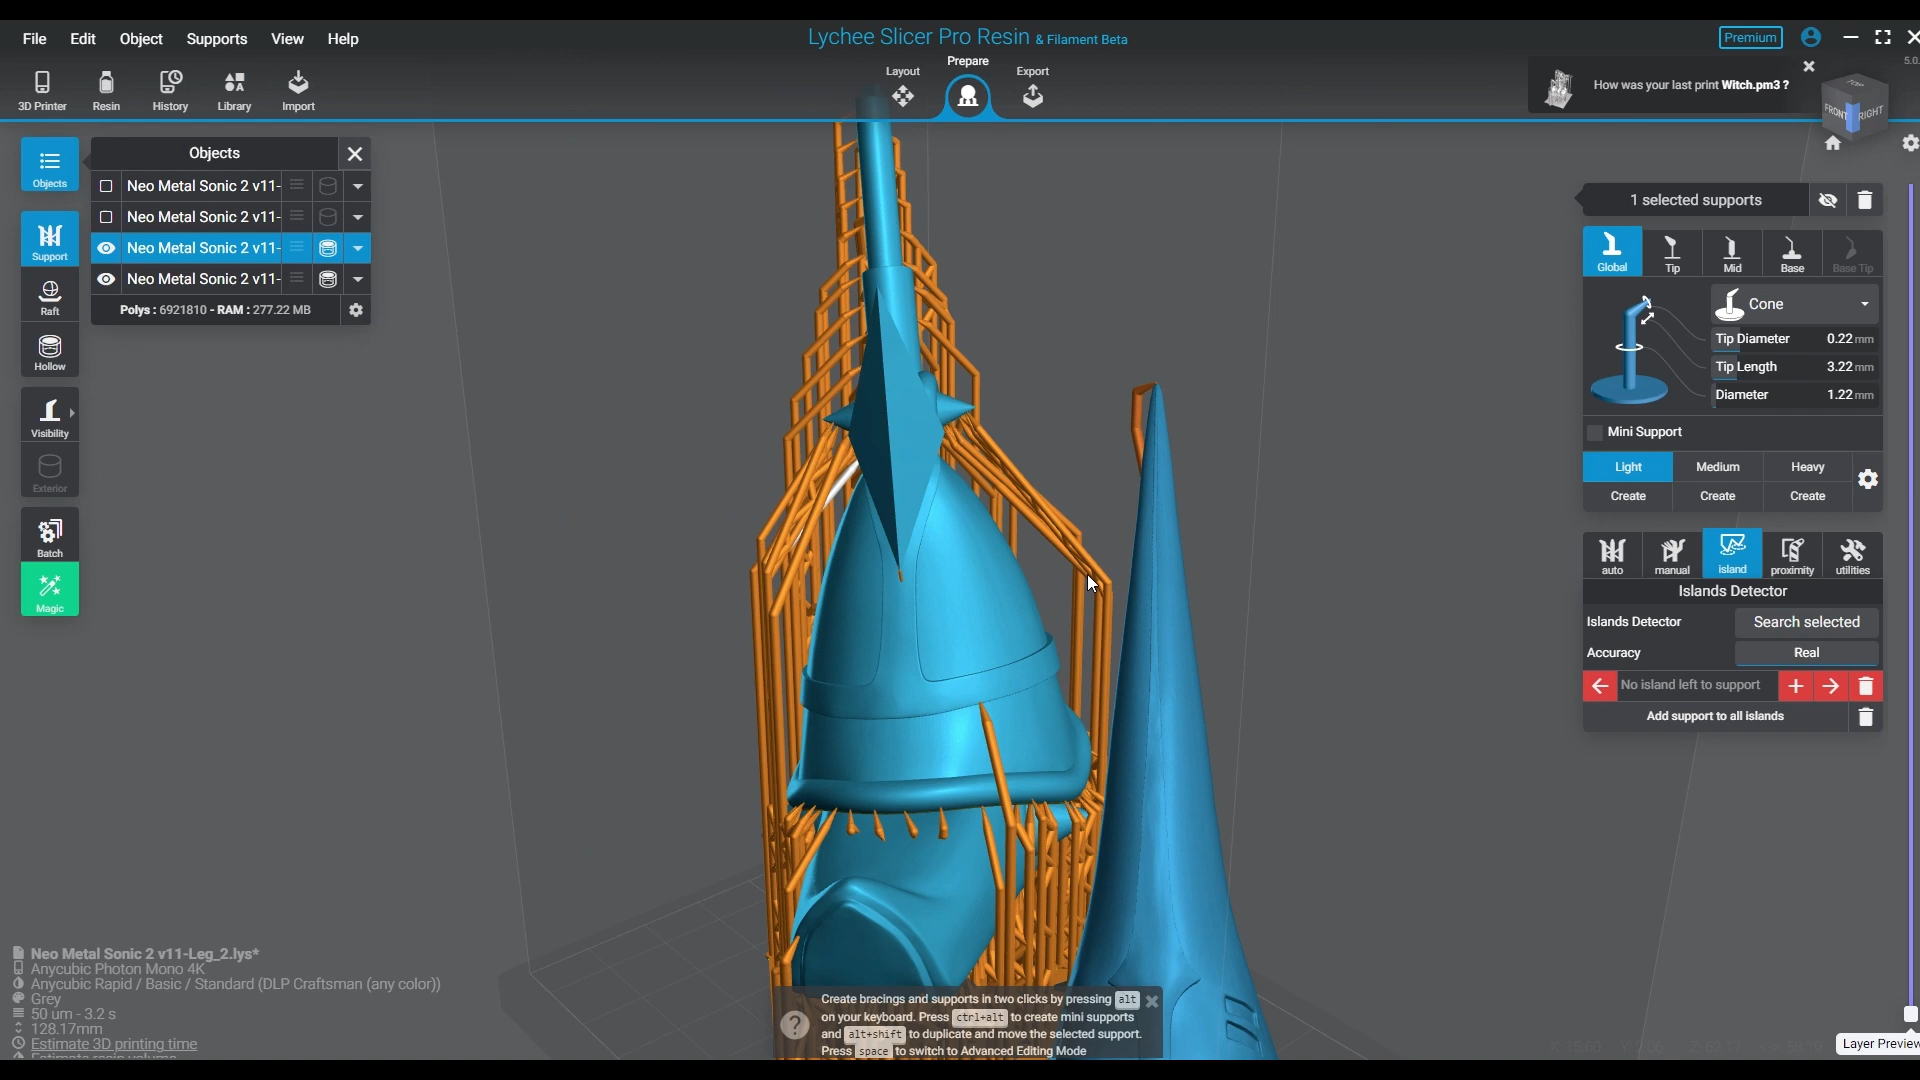 File Edit Object Supports View Help
Lychee Slicer Pro Resin & Filament Beta
Premium
5.0.
3D Printer Resin History Library Import
Layout Prepare Export
How was your last print Witch.pm3 ?
TOP
FRONT RIGHT
Objects
Objects
Neo Metal Sonic 2 v11-
Neo Metal Sonic 2 v11-
Neo Metal Sonic 2 v11-
Neo Metal Sonic 2 v11-
Polys : 6921810 - RAM : 277.22 MB
Support
Raft
Hollow
Visibility
Exterior
Batch
Magic
1 selected supports
Global Tip Mid Base Base Tip
Cone
Tip Diameter 0.22 mm
Tip Length 3.22 mm
Diameter 1.22 mm
Mini Support
Light Medium Heavy
Create Create Create
auto manual island proximity utilities
Islands Detector
Islands Detector Search selected
Accuracy Real
No island left to support
Add support to all islands
Neo Metal Sonic 2 v11-Leg_2.lys*
Anycubic Photon Mono 4K
Anycubic Rapid / Basic / Standard (DLP Craftsman (any color))
Grey
50 um - 3.2 s
128.17mm
Estimate 3D printing time
Estimate resin volume
Create bracings and supports in two clicks by pressing alt
on your keyboard. Press ctrl+alt to create mini supports
and alt+shift to duplicate and move the selected support.
Press space to switch to Advanced Editing Mode
Layer Preview